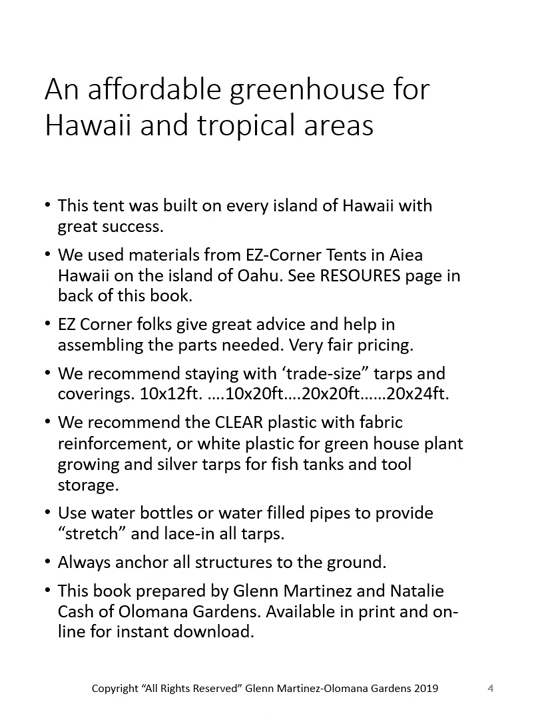 An affordable greenhouse for
Hawaii and tropical areas
• This tent was built on every island of Hawaii with
great success.
• We used materials from EZ-Corner Tents in Aiea
Hawaii on the island of Oahu. See RESOURES page in
back of this book.
• EZ Corner folks give great advice and help in
assembling the parts needed. Very fair pricing.
• We recommend staying with ‘trade-size” tarps and
coverings. 10x12ft. ....10x20ft....20x20ft......20x24ft.
• We recommend the CLEAR plastic with fabric
reinforcement, or white plastic for green house plant
growing and silver tarps for fish tanks and tool
storage.
• Use water bottles or water filled pipes to provide
“stretch” and lace-in all tarps.
• Always anchor all structures to the ground.
• This book prepared by Glenn Martinez and Natalie
Cash of Olomana Gardens. Available in print and on-
line for instant download.
Copyright “All Rights Reserved” Glenn Martinez-Olomana Gardens 2019 4